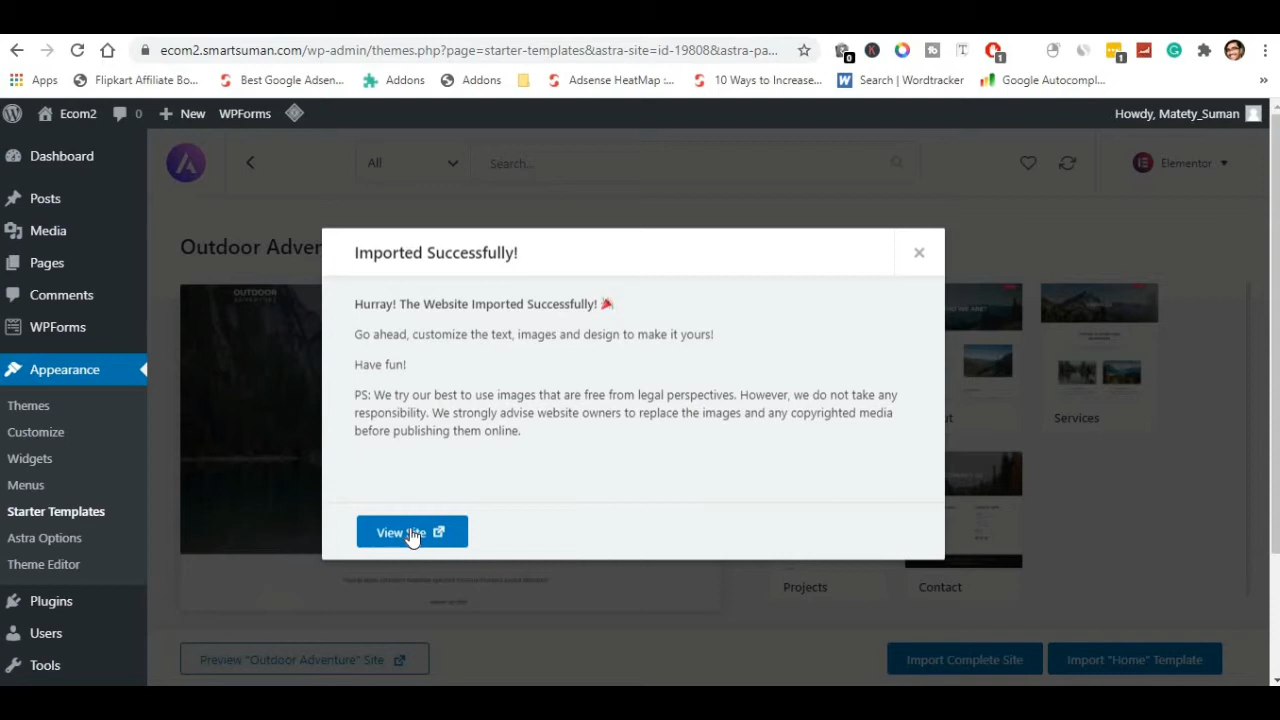 ecom2.smartsuman.com/wp-admin/themes.php?page=starter-templates&astra-site=id-19808&astra-pa...
0
1
1
Apps
Flipkart Affiliate Bo...
Best Google Adsen...
Addons
Addons
Adsense HeatMap :...
10 Ways to Increase...
Search | Wordtracker
Google Autocompl...
»
Ecom2
0
New
WPForms
Howdy, Matety_Suman
Dashboard
Posts
Media
Pages
Comments
WPForms
Appearance
Themes
Customize
Widgets
Menus
Starter Templates
Astra Options
Theme Editor
Plugins
Users
Tools
All
Search...
Elementor
Outdoor Adver
OUTDOOR
Imported Successfully!
×
Hurray! The Website Imported Successfully! 🎉
Go ahead, customize the text, images and design to make it yours!
Have fun!
PS: We try our best to use images that are free from legal perspectives. However, we do not take any
responsibility. We strongly advise website owners to replace the images and any copyrighted media
before publishing them online.
View Site
Services
Projects
Contact
Preview "Outdoor Adventure" Site
Import Complete Site
Import "Home" Template